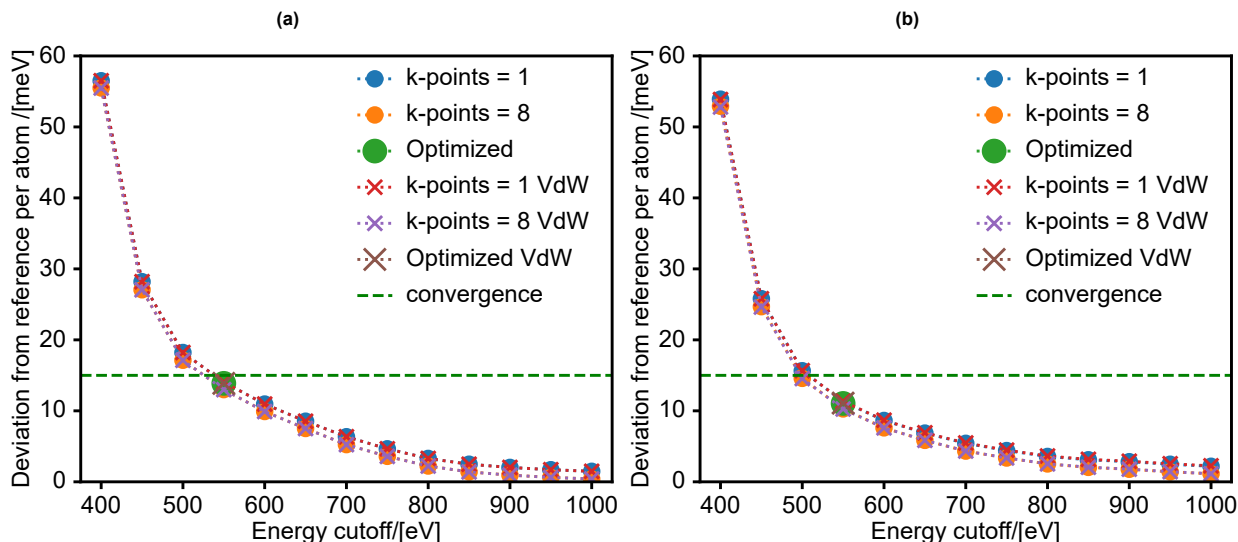 (a)
Deviation from reference per atom /[meV]
60
50
40
30
20
10
0
k-points = 1
k-points = 8
Optimized
k-points = 1 VdW
k-points = 8 VdW
Optimized VdW
convergence
400 500 600 700 800 900 1000
Energy cutoff/[eV]
(b)
Deviation from reference per atom /[meV]
60
50
40
30
20
10
0
k-points = 1
k-points = 8
Optimized
k-points = 1 VdW
k-points = 8 VdW
Optimized VdW
convergence
400 500 600 700 800 900 1000
Energy cutoff/[eV]